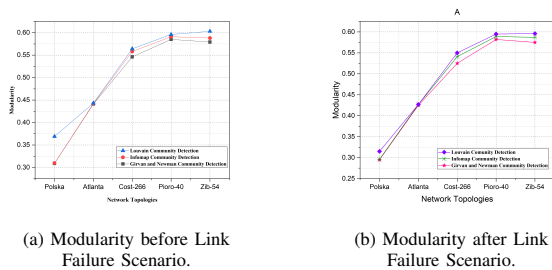 0.60
0.55
0.50
0.45
0.40
0.35
0.30
Modularity
Louvain Community Detection
Infomap Community Detection
Girvan and Newman Community Detection
Polska Atlanta Cost-266 Pioro-40 Zib-54
Network Topologies
(a) Modularity before Link
Failure Scenario.
A
0.60
0.55
0.50
0.45
0.40
0.35
0.30
0.25
Modularity
Louvain Comunity Detection
Infomap Community Detection
Girvan and Newman Community Detection
Polska Atlanta Cost-266 Pioro-40 Zib-54
Network Topologies
(b) Modularity after Link
Failure Scenario.